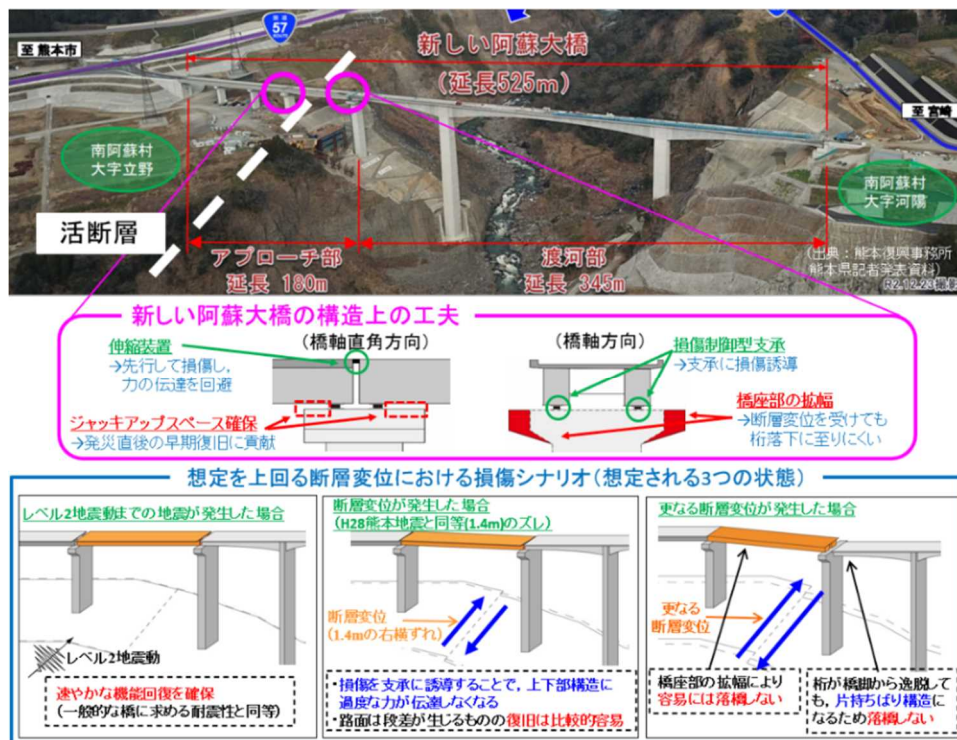 国道
57
ROUTE
至 熊本市
新しい阿蘇大橋
(延長525m)
至 宮崎
南阿蘇村
大字立野
南阿蘇村
大字河陽
活断層
アプローチ部
延長 180m
渡河部
延長 345m
(出典:熊本復興事務所
熊本県記者発表資料)
R2.12.23撮影
新しい阿蘇大橋の構造上の工夫
(橋軸直角方向)
(橋軸方向)
伸縮装置
→先行して損傷し,
力の伝達を回避
ジャッキアップスペース確保
→発災直後の早期復旧に貢献
損傷制御型支承
→支承に損傷誘導
橋座部の拡幅
→断層変位を受けても
桁落下に至りにくい
想定を上回る断層変位における損傷シナリオ(想定される3つの状態)
レベル2地震動までの地震が発生した場合
レベル2地震動
速やかな機能回復を確保
(一般的な橋に求める耐震性と同等)
断層変位が発生した場合
(H28熊本地震と同等(1.4m)のズレ)
断層変位
(1.4mの右横ずれ)
・損傷を支承に誘導することで,上下部構造に
過度な力が伝達しなくなる
・路面は段差が生じるものの復旧は比較的容易
更なる断層変位が発生した場合
更なる
断層変位
橋座部の拡幅により
容易には落橋しない
桁が橋脚から逸脱して
も,片持ちばり構造に
なるため落橋しない